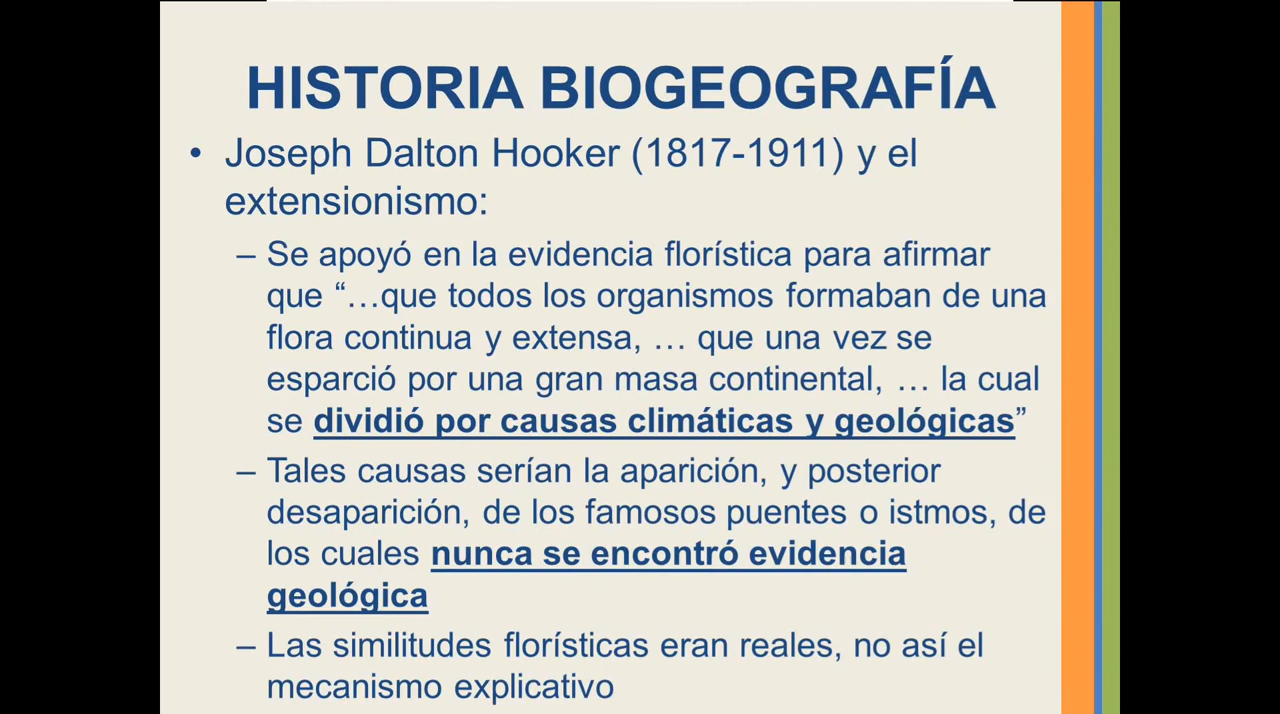 HISTORIA BIOGEOGRAFÍA
• Joseph Dalton Hooker (1817-1911) y el
extensionismo:
– Se apoyó en la evidencia florística para afirmar
que “…que todos los organismos formaban de una
flora continua y extensa, … que una vez se
esparció por una gran masa continental, … la cual
se dividió por causas climáticas y geológicas”
– Tales causas serían la aparición, y posterior
desaparición, de los famosos puentes o istmos, de
los cuales nunca se encontró evidencia
geológica
– Las similitudes florísticas eran reales, no así el
mecanismo explicativo